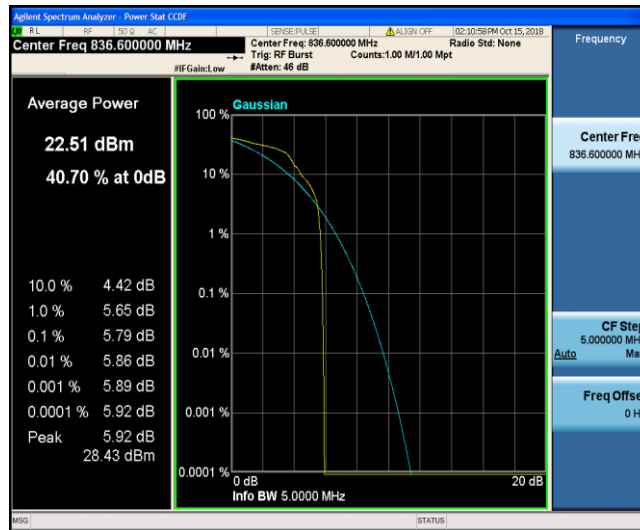 Agilent Spectrum Analyzer - Power Stat CCDF
RL RF 50 Ω AC SENSE:PULSE ALIGN OFF 02:10:58PM Oct 15, 2018
Center Freq 836.600000 MHz
Center Freq: 836.600000 MHz Radio Std: None
Trig: RF Burst Counts:1.00 M/1.00 Mpt
#IFGain:Low #Atten: 46 dB
Frequency
Average Power
22.51 dBm
40.70 % at 0dB
10.0 % 4.42 dB
1.0 % 5.65 dB
0.1 % 5.79 dB
0.01 % 5.86 dB
0.001 % 5.89 dB
0.0001 % 5.92 dB
Peak 5.92 dB
28.43 dBm
Gaussian
100 %
10 %
1 %
0.1 %
0.01 %
0.001 %
0.0001 %
0 dB 20 dB
Info BW 5.0000 MHz
Center Fre
836.600000 MH
CF Step
5.000000 MH
Auto Ma
Freq Offse
0 H
MSG STATUS